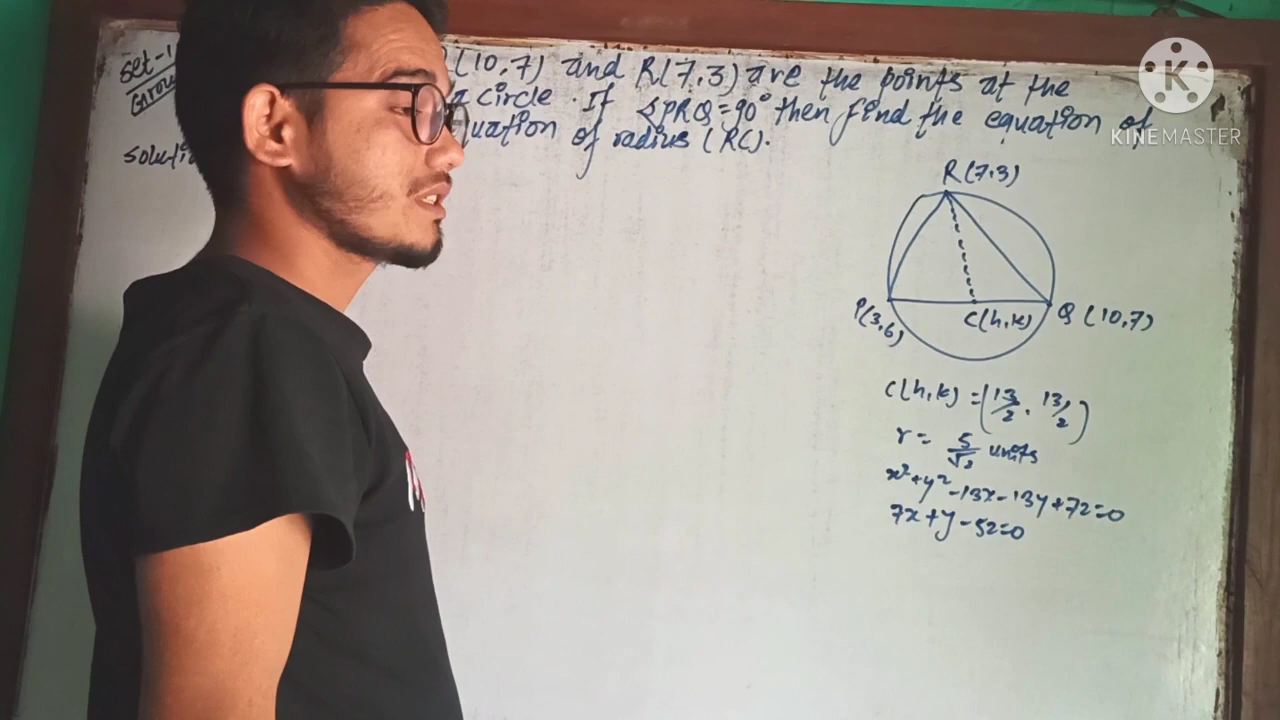 Set-1
(10,7) and R(7,3) are the points at the
Group
a circle. If ∠PRQ=90° then find the equation of
equation of radius (RC).
solutio
R(7,3)
P(3,6)
C(h,k)
Q(10,7)
C(h,k) = (13/2, 13/2)
r = 5/√2 units
x²+y²-13x-13y+72=0
7x+y-52=0
K
KINEMASTER